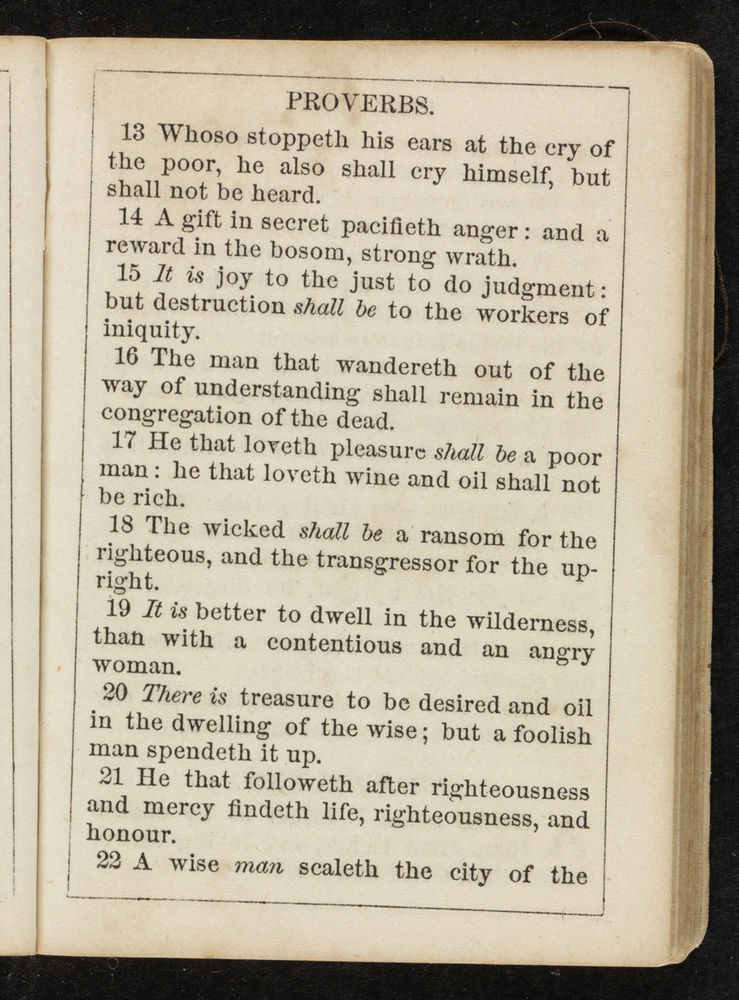 PROVERBS.
13 Whoso stoppeth his ears at the cry of
the poor, he also shall cry himself, but
shall not be heard.
14 A gift in secret pacifieth anger: and a
reward in the bosom, strong wrath.
15 It is joy to the just to do judgment:
but destruction shall be to the workers of
iniquity.
16 The man that wandereth out of the
way of understanding shall remain in the
congregation of the dead.
17 He that loveth pleasure shall be a poor
man: he that loveth wine and oil shall not
be rich.
18 The wicked shall be a ransom for the
righteous, and the transgressor for the up-
right.
19 It is better to dwell in the wilderness,
than with a contentious and an angry
woman.
20 There is treasure to be desired and oil
in the dwelling of the wise; but a foolish
man spendeth it up.
21 He that followeth after righteousness
and mercy findeth life, righteousness, and
honour.
22 A wise man scaleth the city of the